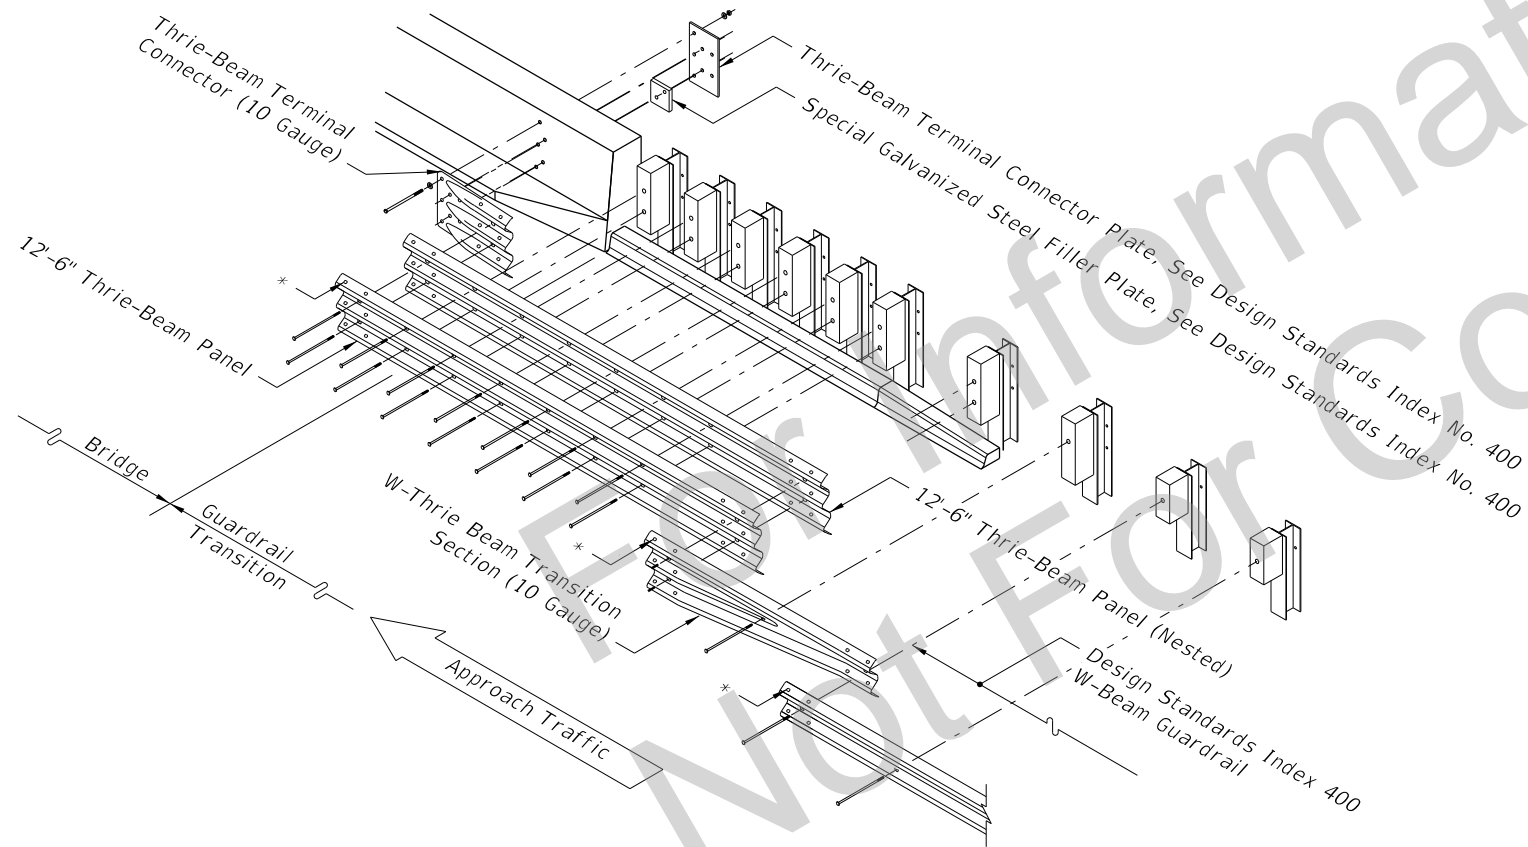 Thrie-Beam Terminal
Connector (10 Gauge)
Thrie-Beam Terminal Connector Plate, See Design Standards Index No. 400
Special Galvanized Steel Filler Plate, See Design Standards Index No. 400
12'-6" Thrie-Beam Panel
*
Bridge
Guardrail
Transition
W-Thrie Beam Transition
Section (10 Gauge)
*
12'-6" Thrie-Beam Panel (Nested)
Approach Traffic
*
Design Standards Index 400
W-Beam Guardrail
For Informat
Not For Co